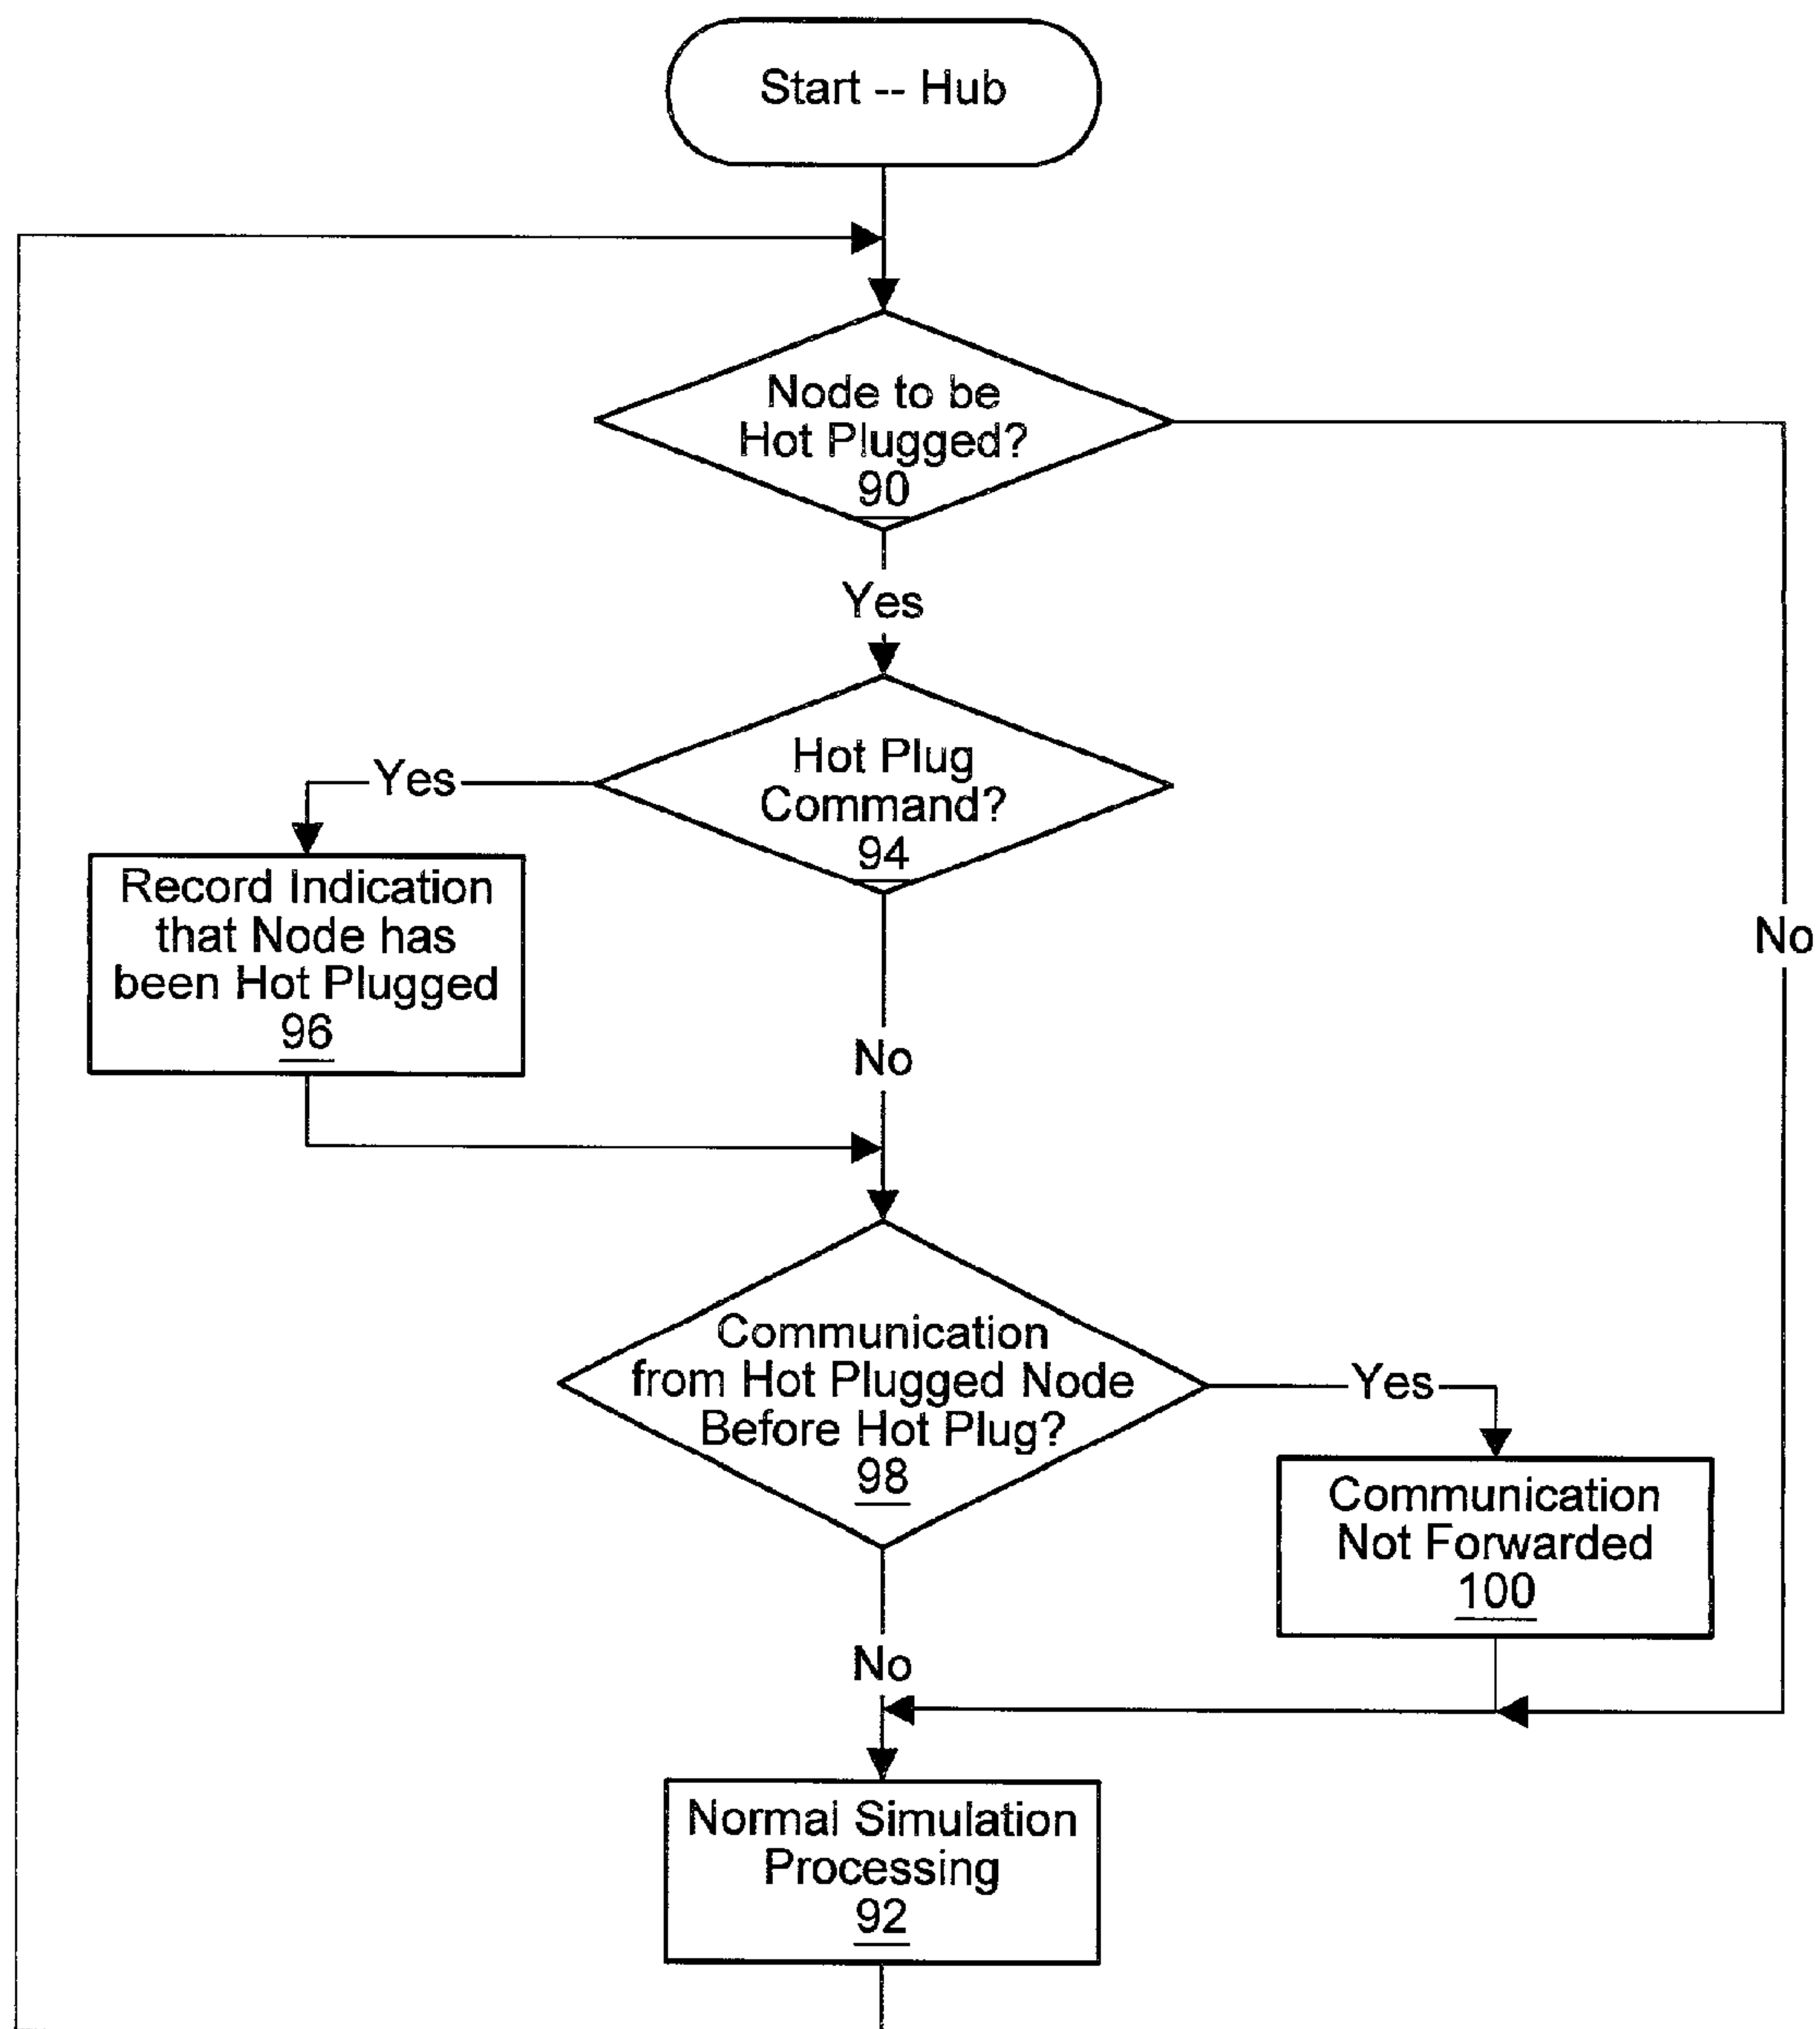 Start -- Hub
Node to be
Hot Plugged?
90
Yes
Hot Plug
Command?
94
Yes
Record Indication
that Node has
been Hot Plugged
96
No
No
Communication
from Hot Plugged Node
Before Hot Plug?
98
Yes
Communication
Not Forwarded
100
No
Normal Simulation
Processing
92